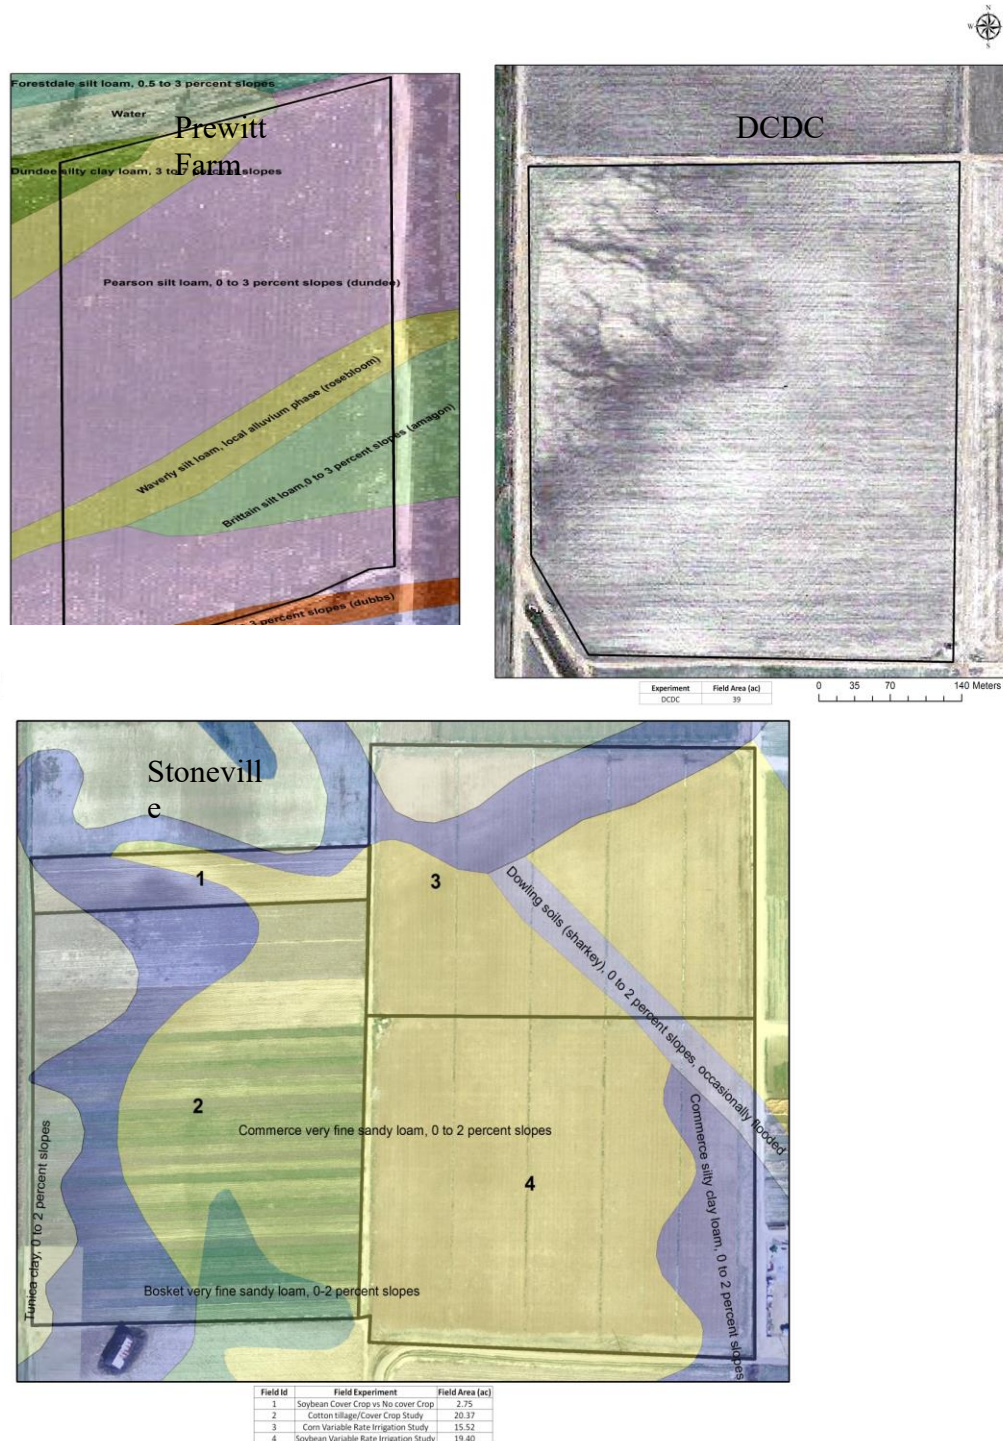 N
W
S
Forestdale silt loam, 0.5 to 3 percent slopes
Water
Prewitt
Farm
Dundee silty clay loam, 3 to 7 percent slopes
Pearson silt loam, 0 to 3 percent slopes (dundee)
Waverly silt loam, local alluvium phase (rosebloom)
Brittain silt loam,0 to 3 percent slopes (amagon)
3 percent slopes (dubbs)
DCDC
Experiment Field Area (ac)
DCDC 39
0 35 70 140 Meters
Stonevill
e
1
3
Dowling soils (sharkey), 0 to 2 percent slopes, occasionally flooded
2
Commerce very fine sandy loam, 0 to 2 percent slopes
4
Commerce silty clay loam, 0 to 2 percent slopes
Tunica clay, 0 to 2 percent slopes
Bosket very fine sandy loam, 0-2 percent slopes
Field Id Field Experiment Field Area (ac)
1 Soybean Cover Crop vs No cover Crop 2.75
2 Cotton tillage/Cover Crop Study 20.37
3 Corn Variable Rate Irrigation Study 15.52
4 Soybean Variable Rate Irrigation Study 19.40